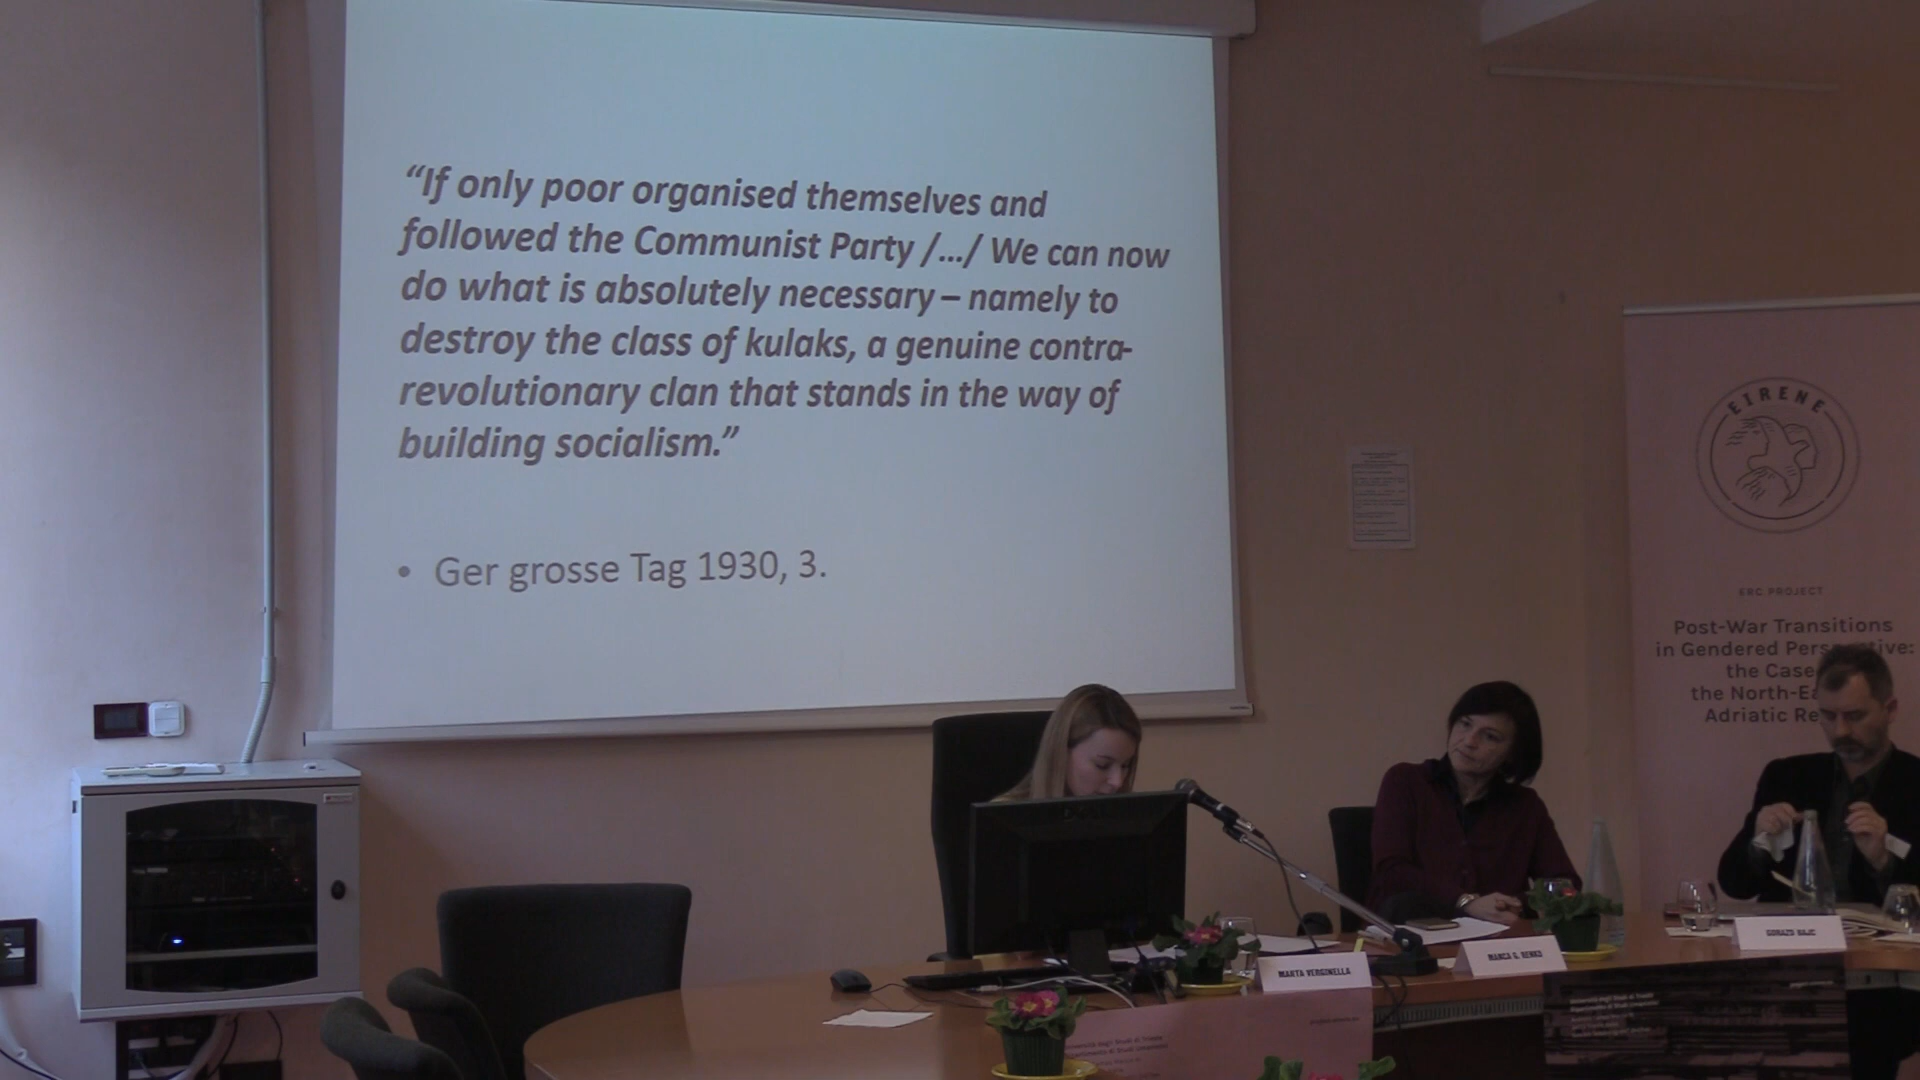 “If only poor organised themselves and
followed the Communist Party /.../ We can now
do what is absolutely necessary – namely to
destroy the class of kulaks, a genuine contra-
revolutionary clan that stands in the way of
building socialism.”
• Ger grosse Tag 1930, 3.
EIRENE
ERC PROJECT
Post-War Transitions
in Gendered Pers tive:
the Case
the North-Ea
Adriatic Re
MARTA VERGINELLA
MANCA G. RENKO
GORAZD BAJC